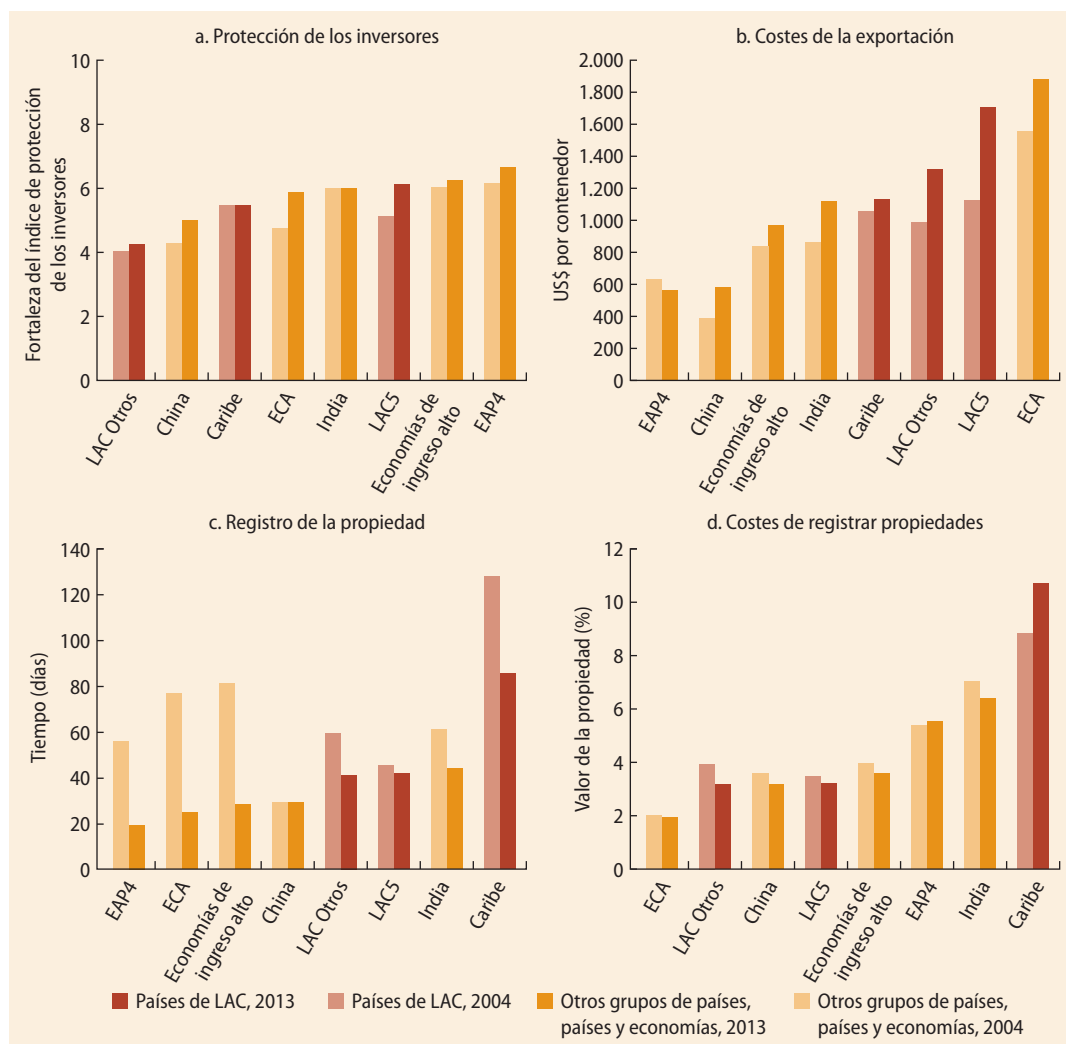 a. Protección de los inversores
Fortaleza del índice de protección
de los inversores
10
8
6
4
2
0
LAC Otros
China
Caribe
ECA
India
LAC5
Economías de
ingreso alto
EAP4
b. Costes de la exportación
US$ por contenedor
2.000
1.800
1.600
1.400
1.200
1.000
800
600
400
200
0
EAP4
China
Economías de
ingreso alto
India
Caribe
LAC Otros
LAC5
ECA
c. Registro de la propiedad
Tiempo (días)
140
120
100
80
60
40
20
0
EAP4
ECA
Economías de
ingreso alto
China
LAC Otros
LAC5
India
Caribe
d. Costes de registrar propiedades
Valor de la propiedad (%)
12
10
8
6
4
2
0
ECA
LAC Otros
China
LAC5
Economías de
ingreso alto
EAP4
India
Caribe
Países de LAC, 2013
Países de LAC, 2004
Otros grupos de países,
países y economías, 2013
Otros grupos de países,
países y economías, 2004